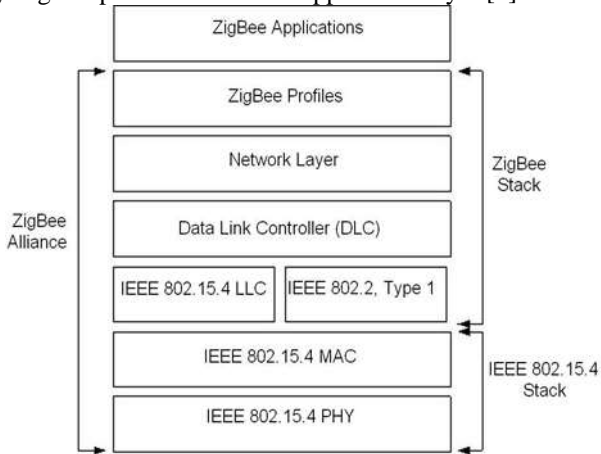 ZigBee Applications
ZigBee Profiles
Network Layer
ZigBee
Stack
ZigBee
Alliance
Data Link Controller (DLC)
IEEE 802.15.4 LLC
IEEE 802.2, Type 1
IEEE 802.15.4 MAC
IEEE 802.15.4
Stack
IEEE 802.15.4 PHY